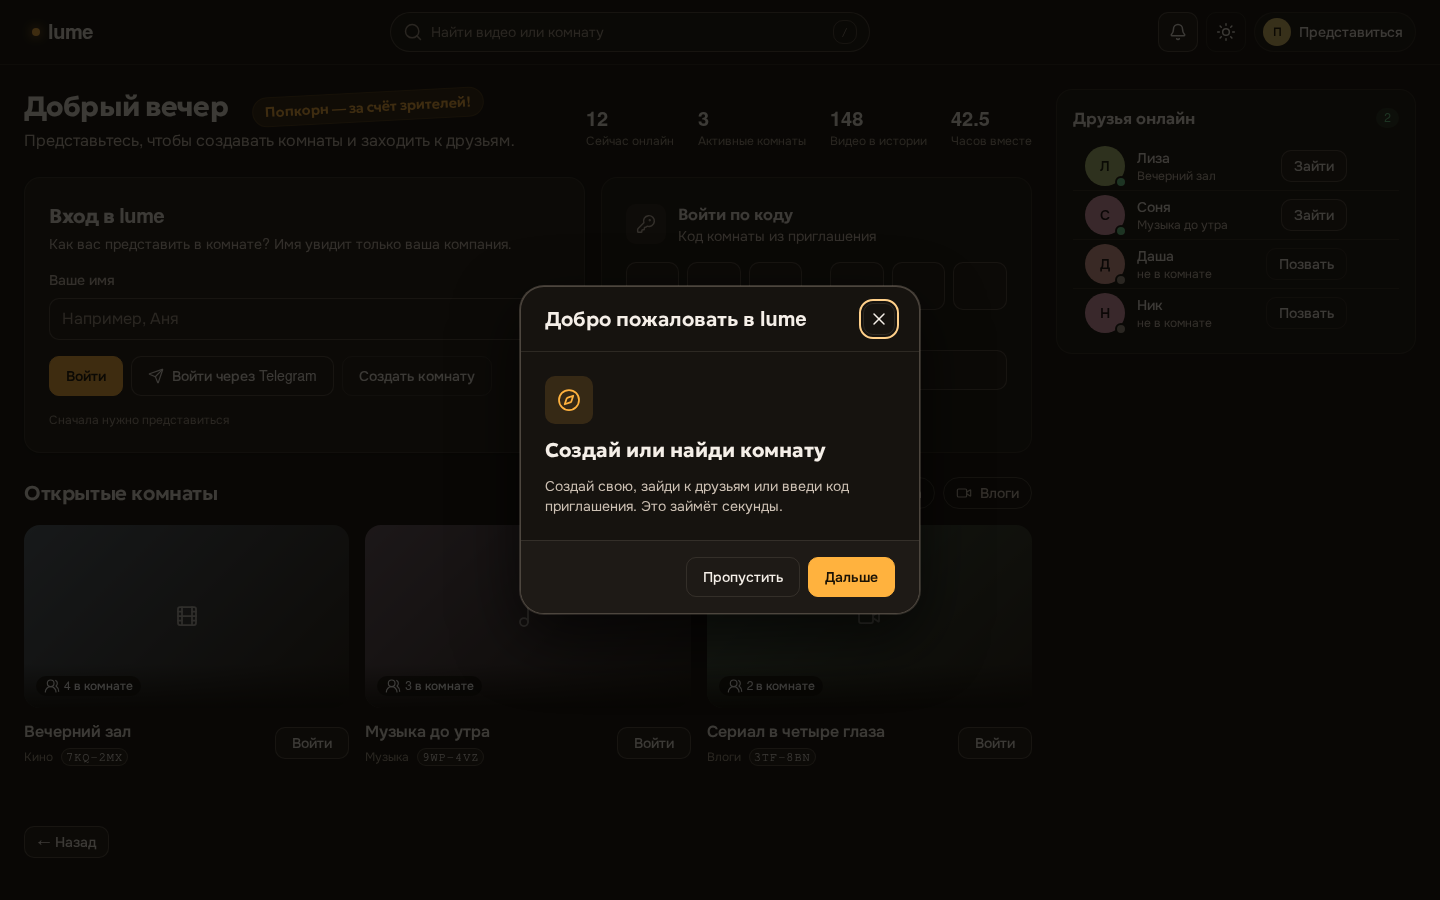 lume
Найти видео или комнату
/
П
Представиться
Добрый вечер
Попкорн — за счёт зрителей!
Представьтесь, чтобы создавать комнаты и заходить к друзьям.
12
Сейчас онлайн
3
Активные комнаты
148
Видео в истории
42.5
Часов вместе
Друзья онлайн
2
Л
Лиза
Вечерний зал
Зайти
С
Соня
Музыка до утра
Зайти
Д
Даша
не в комнате
Позвать
Н
Ник
не в комнате
Позвать
Вход в lume
Как вас представить в комнате? Имя увидит только ваша компания.
Ваше имя
Например, Аня
Войти
Войти через Telegram
Создать комнату
Сначала нужно представиться
Войти по коду
Код комнаты из приглашения
Добро пожаловать в lume
Создай или найди комнату
Создай свою, зайди к друзьям или введи код
приглашения. Это займёт секунды.
Пропустить
Дальше
Открытые комнаты
Влоги
4 в комнате
3 в комнате
2 в комнате
Вечерний зал
Кино
7KQ-2MX
Войти
Музыка до утра
Музыка
9WP-4VZ
Войти
Сериал в четыре глаза
Влоги
3TF-8BN
Войти
← Назад